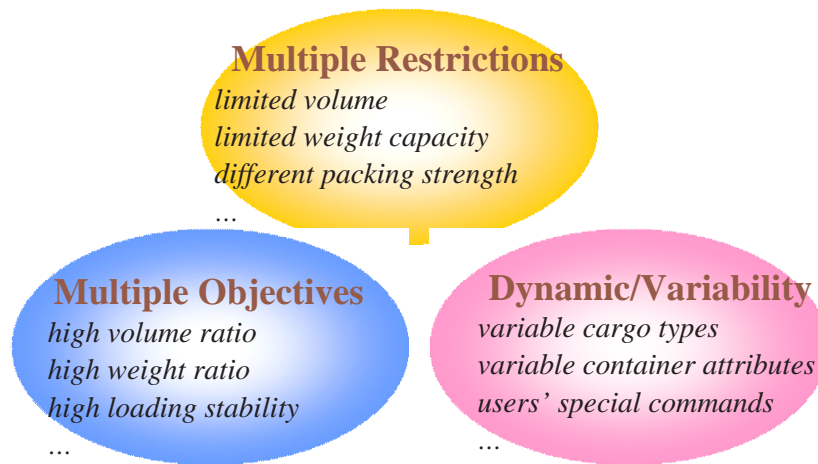 Multiple Restrictions
limited volume
limited weight capacity
different packing strength
...
Multiple Objectives
high volume ratio
high weight ratio
high loading stability
...
Dynamic/Variability
variable cargo types
variable container attributes
users’ special commands
...